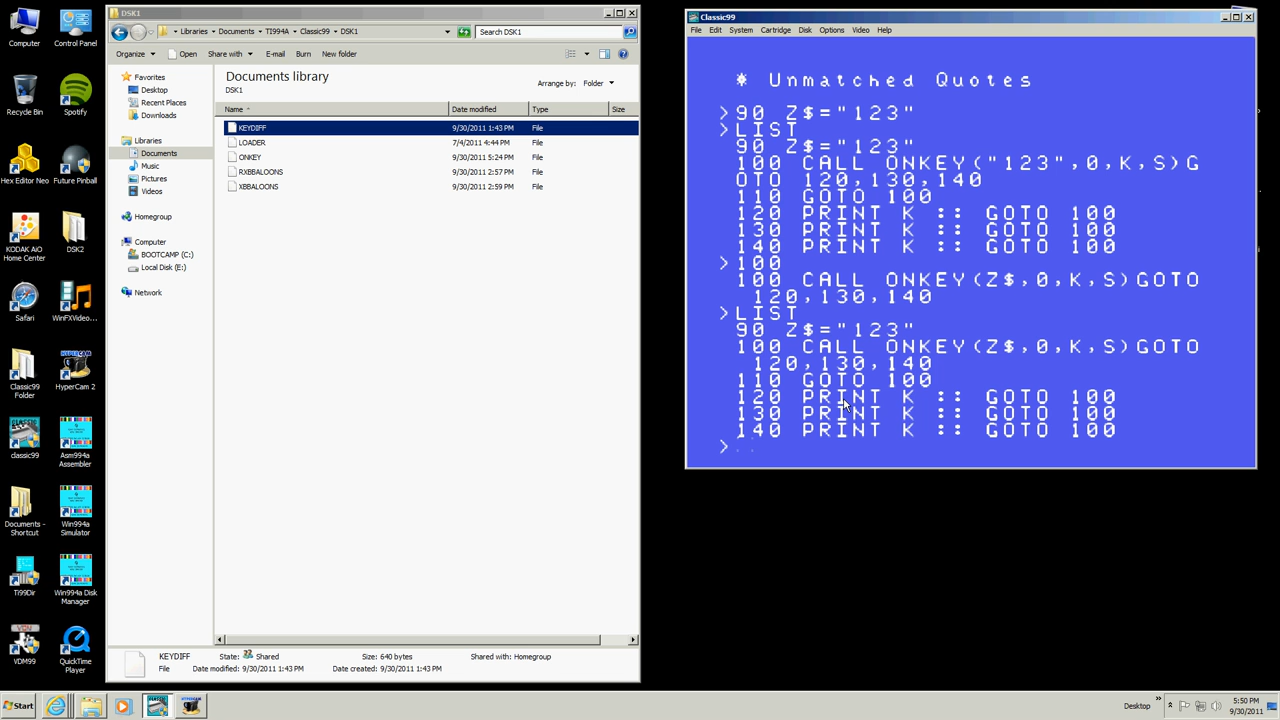 Computer
Control Panel
Recycle Bin
Spotify
Hex Editor Neo
Future Pinball
KODAK AiO Home Center
DSK2
Safari
WinFXVideo...
Classic99 Folder
HyperCam 2
classic99
Asm994a Assembler
Documents - Shortcut
Win994a Simulator
Ti99Dir
Win994a Disk Manager
VDM99
QuickTime Player
DSK1
Libraries Documents TI994A Classic99 DSK1
Search DSK1
Organize Open Share with E-mail Burn New folder
Favorites
Desktop
Recent Places
Downloads
Libraries
Documents
Music
Pictures
Videos
Homegroup
Computer
BOOTCAMP (C:)
Local Disk (E:)
Network
Documents library
DSK1
Arrange by: Folder
Name Date modified Type Size
KEYDIFF 9/30/2011 1:43 PM File
LOADER 7/4/2011 4:44 PM File
ONKEY 9/30/2011 5:24 PM File
RXBBALOONS 9/30/2011 2:57 PM File
XBBALOONS 9/30/2011 2:59 PM File
KEYDIFF State: Shared Size: 640 bytes Shared with: Homegroup
File Date modified: 9/30/2011 1:43 PM Date created: 9/30/2011 1:43 PM
Classic99
File Edit System Cartridge Disk Options Video Help
* Unmatched Quotes
>90 Z$="123"
>LIST
90 Z$="123"
100 CALL ONKEY("123",0,K,S)G
OTO 120,130,140
110 GOTO 100
120 PRINT K :: GOTO 100
130 PRINT K :: GOTO 100
140 PRINT K :: GOTO 100
>100
100 CALL ONKEY(Z$,0,K,S)GOTO
120,130,140
>LIST
90 Z$="123"
100 CALL ONKEY(Z$,0,K,S)GOTO
120,130,140
110 GOTO 100
120 PRINT K :: GOTO 100
130 PRINT K :: GOTO 100
140 PRINT K :: GOTO 100
>
Start
Desktop
5:50 PM
9/30/2011